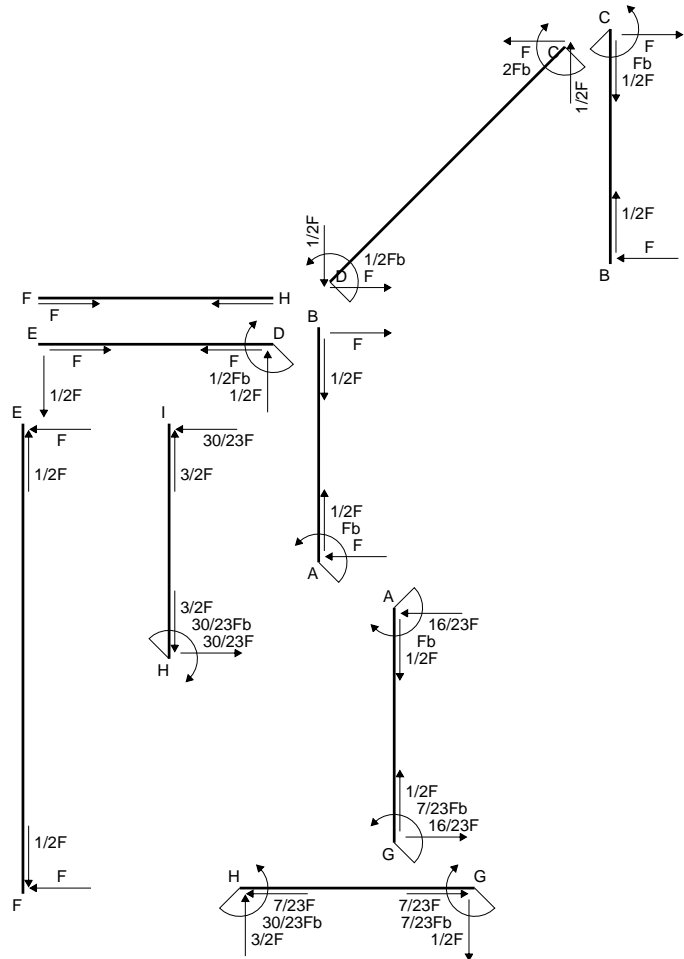 C
C
F
2Fb
1/2F
F
Fb
1/2F
1/2F
F
B
1/2F
1/2Fb
D
F
F
H
F
B
F
1/2F
E
D
F
F
1/2Fb
1/2F
1/2F
E
F
1/2F
I
30/23F
3/2F
1/2F
Fb
F
A
3/2F
30/23Fb
30/23F
H
A
16/23F
Fb
1/2F
1/2F
7/23Fb
16/23F
G
1/2F
F
F
H
G
7/23F
30/23Fb
3/2F
7/23F
7/23Fb
1/2F